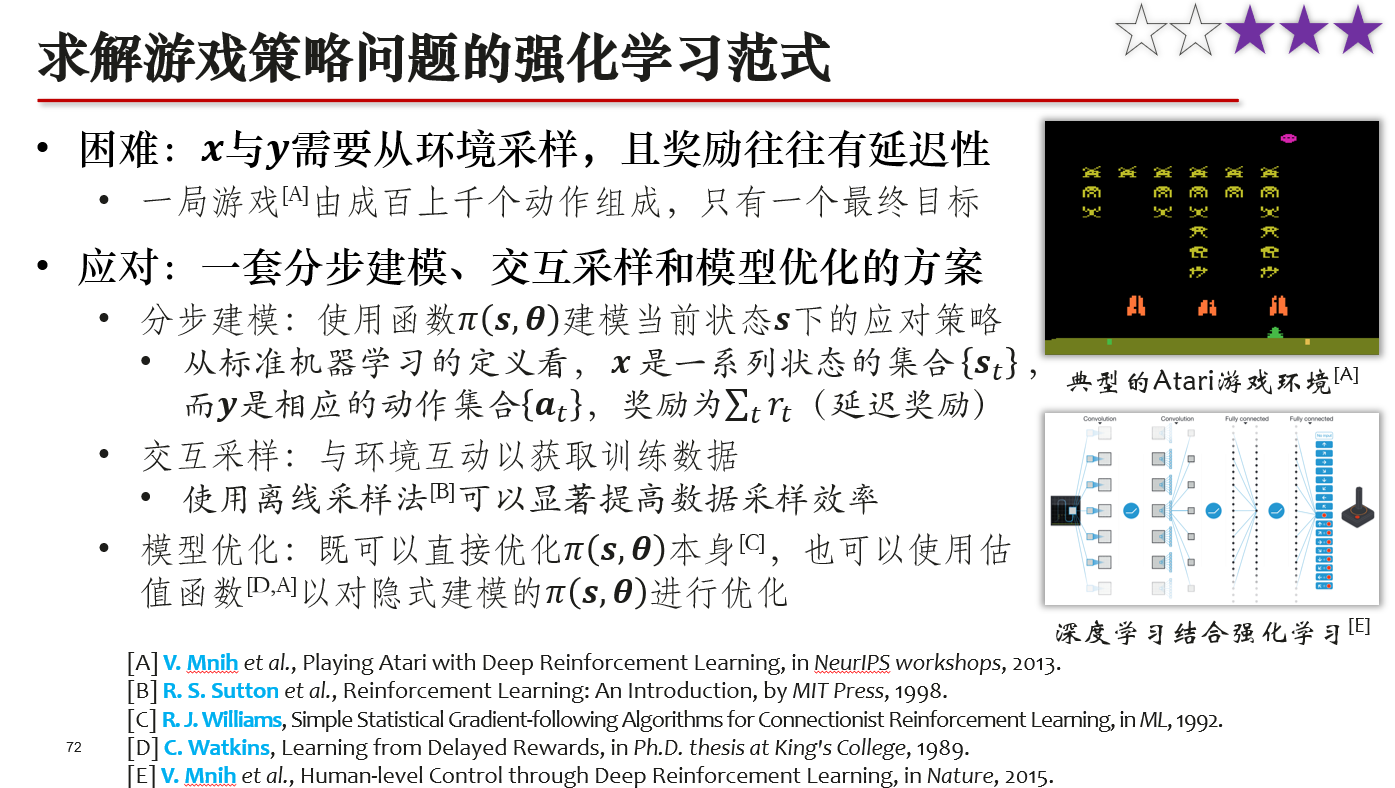 求解游戏策略问题的强化学习范式
• 困难：x与y需要从环境采样，且奖励往往有延迟性
• 一局游戏[A]由成百上千个动作组成，只有一个最终目标
• 应对：一套分步建模、交互采样和模型优化的方案
• 分步建模：使用函数π(s, θ)建模当前状态s下的应对策略
• 从标准机器学习的定义看，x 是一系列状态的集合{s_t}，
而y是相应的动作集合{a_t}，奖励为∑_t r_t（延迟奖励）
• 交互采样：与环境互动以获取训练数据
• 使用离线采样法[B]可以显著提高数据采样效率
• 模型优化：既可以直接优化π(s, θ)本身[C]，也可以使用估
值函数[D,A]以对隐式建模的π(s, θ)进行优化
典型的Atari游戏环境[A]
Convolution
Convolution
Fully connected
Fully connected
No input
深度学习结合强化学习[E]
[A] V. Mnih et al., Playing Atari with Deep Reinforcement Learning, in NeurIPS workshops, 2013.
[B] R. S. Sutton et al., Reinforcement Learning: An Introduction, by MIT Press, 1998.
[C] R. J. Williams, Simple Statistical Gradient-following Algorithms for Connectionist Reinforcement Learning, in ML, 1992.
[D] C. Watkins, Learning from Delayed Rewards, in Ph.D. thesis at King's College, 1989.
[E] V. Mnih et al., Human-level Control through Deep Reinforcement Learning, in Nature, 2015.
72